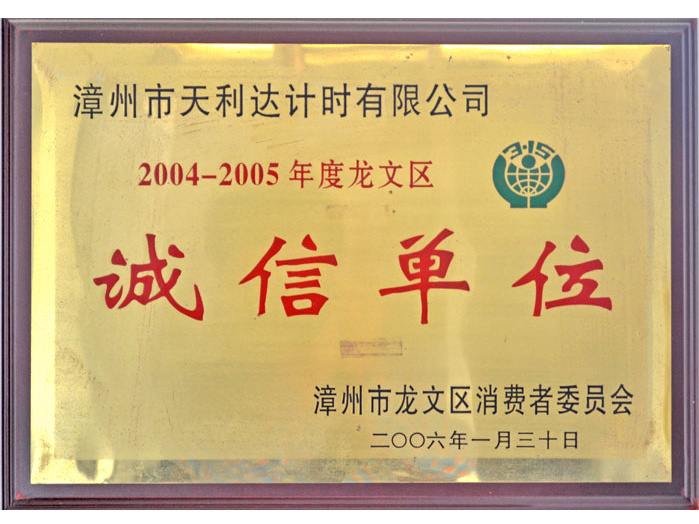 漳州市天利达计时有限公司
2004-2005年度龙文区
3·15
诚信单位
漳州市龙文区消费者委员会
二〇〇六年一月三十日